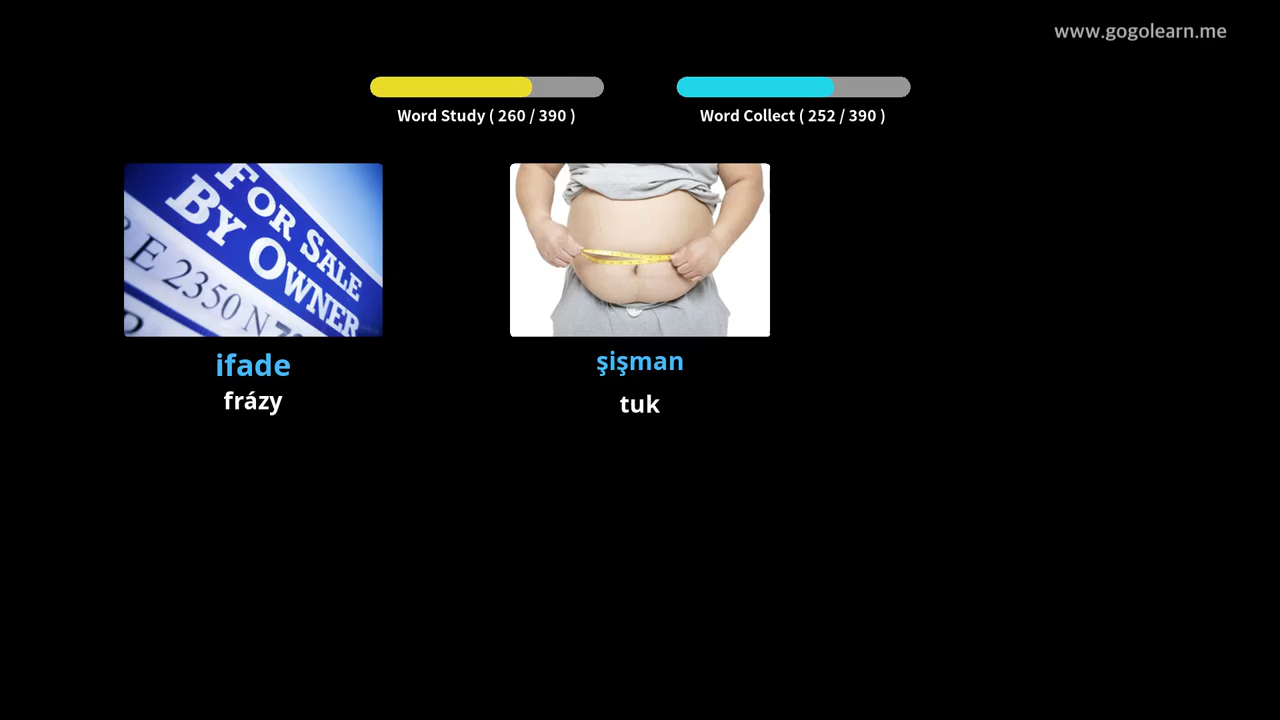 www.gogolearn.me
Word Study ( 260 / 390 )
Word Collect ( 252 / 390 )
FOR SALE
BY OWNER
E 2350 N
ifade
frázy
şişman
tuk